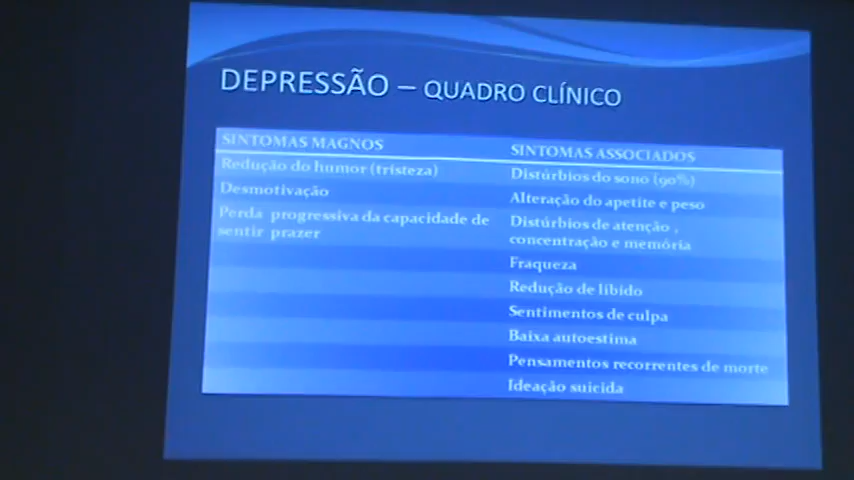 DEPRESSÃO – QUADRO CLÍNICO
SINTOMAS MAGNOS
Redução do humor (tristeza)
Desmotivação
Perda progressiva da capacidade de
sentir prazer
SINTOMAS ASSOCIADOS
Distúrbios do sono (90%)
Alteração do apetite e peso
Distúrbios de atenção ,
concentração e memória
Fraqueza
Redução de libido
Sentimentos de culpa
Baixa autoestima
Pensamentos recorrentes de morte
Ideação suicida